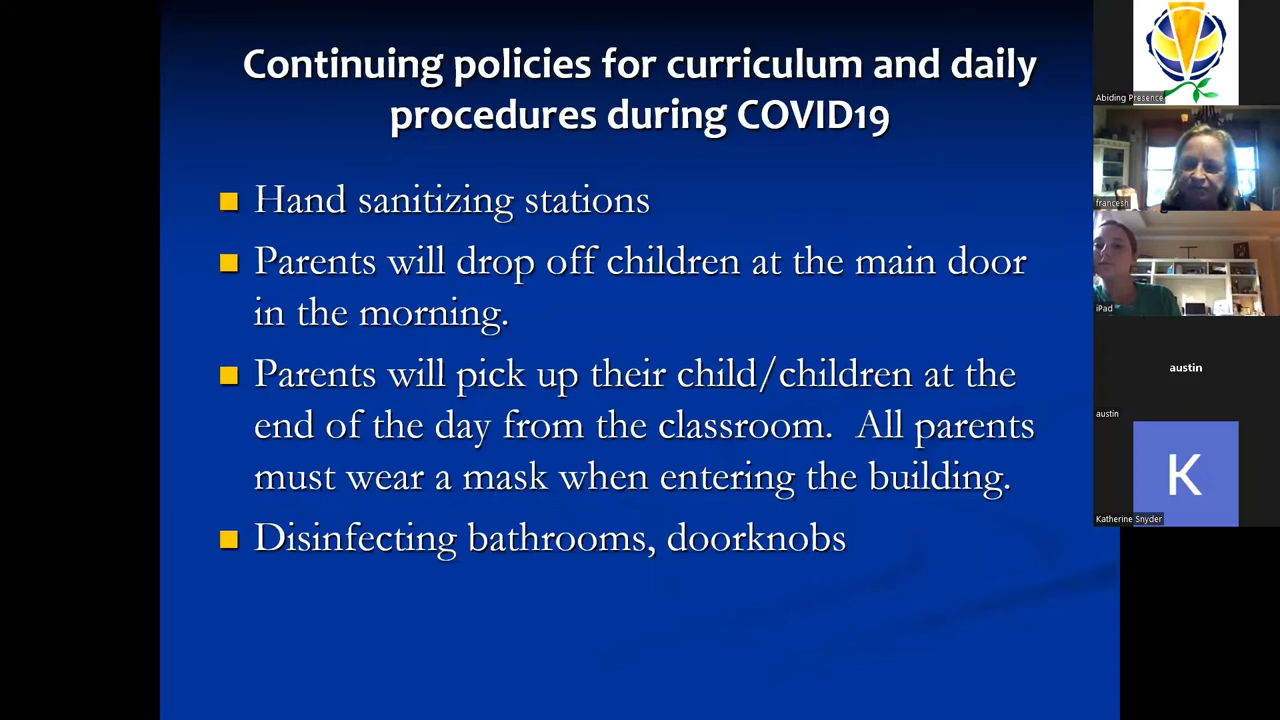 Continuing policies for curriculum and daily
procedures during COVID19
Hand sanitizing stations
Parents will drop off children at the main door
in the morning.
Parents will pick up their child/children at the
end of the day from the classroom. All parents
must wear a mask when entering the building.
Disinfecting bathrooms, doorknobs
Abiding Presence
francesh
iPad
austin
austin
K
Katherine Snyder